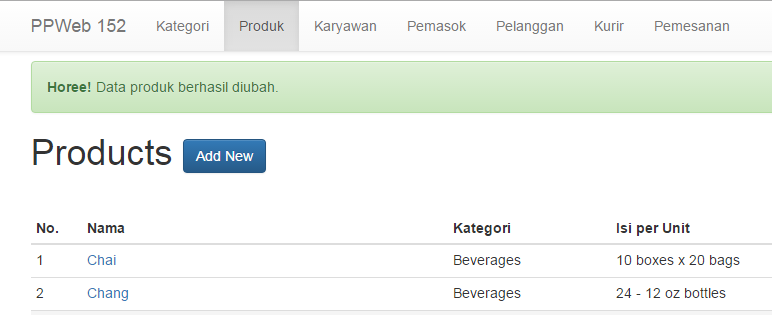 PPWeb 152 Kategori Produk Karyawan Pemasok Pelanggan Kurir Pemesanan
Horee! Data produk berhasil diubah.
Products Add New
No. Nama Kategori Isi per Unit
1 Chai Beverages 10 boxes x 20 bags
2 Chang Beverages 24 - 12 oz bottles